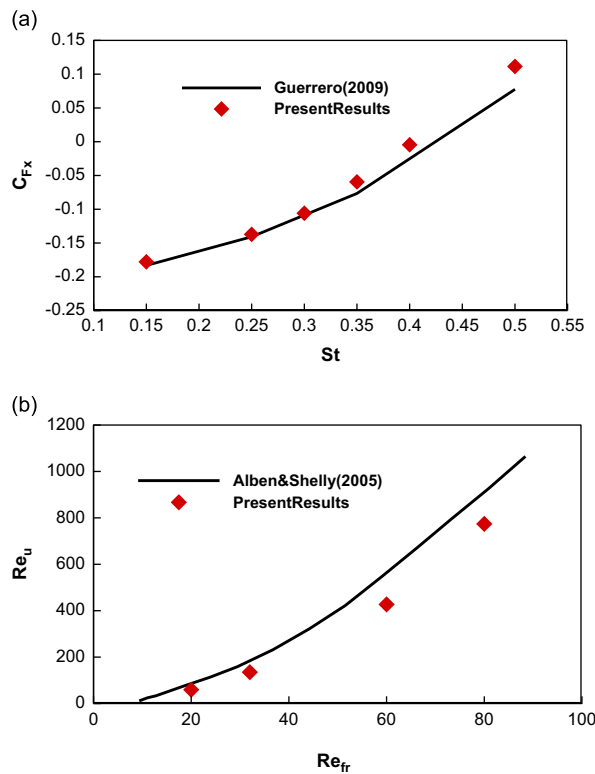 (a)
0.15
0.1
0.05
0
-0.05
-0.1
-0.15
-0.2
-0.25
C_Fx
Guerrero(2009)
PresentResults
0.1 0.15 0.2 0.25 0.3 0.35 0.4 0.45 0.5 0.55
St
(b)
1200
1000
800
600
400
200
0
Re_u
Alben&Shelly(2005)
PresentResults
0 20 40 60 80 100
Re_fr